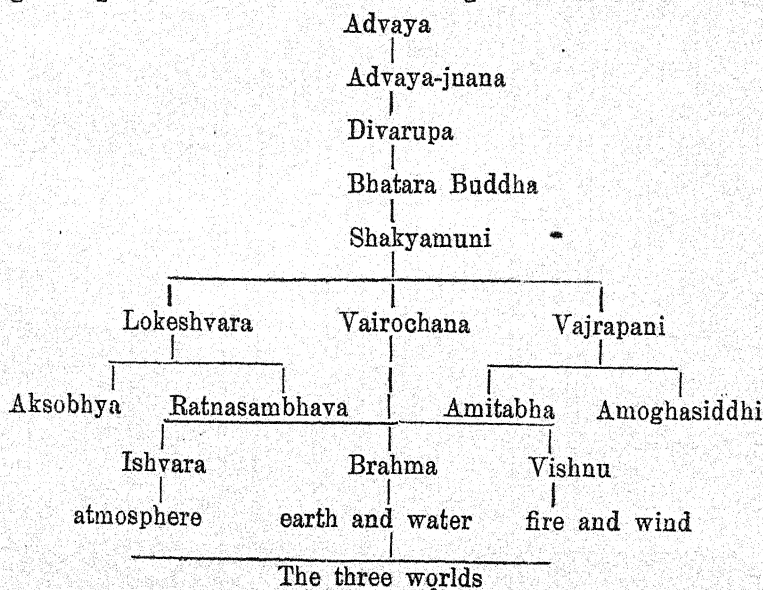 Advaya
Advaya-jnana
Divarupa
Bhatara Buddha
Shakyamuni
Lokeshvara Vairochana Vajrapani
Aksobhya Ratnasambhava Amitabha Amoghasiddhi
Ishvara Brahma Vishnu
atmosphere earth and water fire and wind
The three worlds